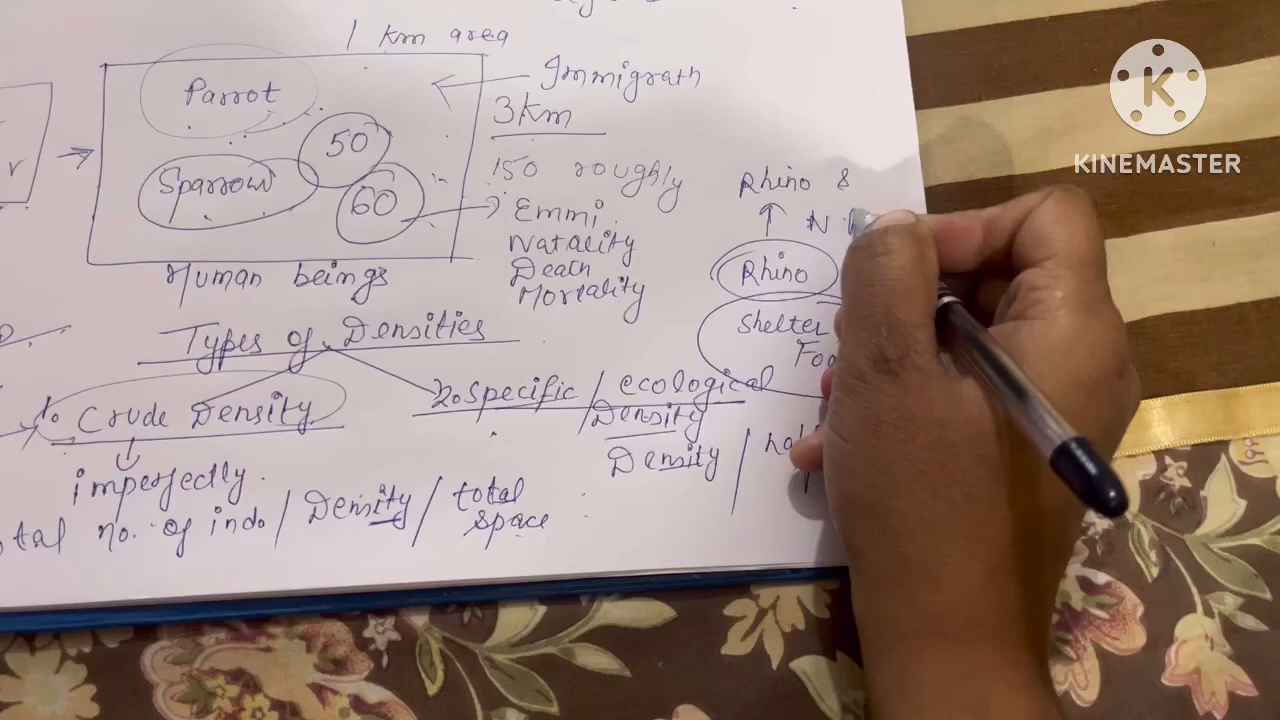 1 Km area
Parrot
50
Sparrow
60
Human beings
Immigrath
3km
150 roughly
Emmi.
Natality
Death
Mortality
Rhino &
N
Rhino
Shelter
Foo
Types of Densities
1. Crude Density
2. Specific / ecological
Density
imperfectly
Density /
tal no. of indo / Density / total
space
K
KINEMASTER